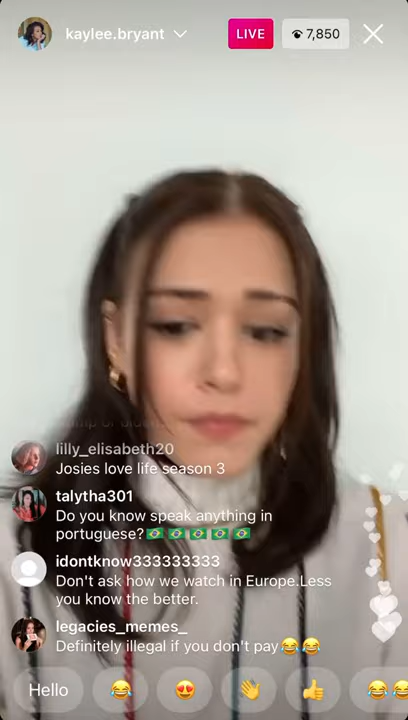 kaylee.bryant
LIVE
7,850
lilly_elisabeth20
Josies love life season 3
talytha301
Do you know speak anything in
portuguese?🇧🇷🇧🇷🇧🇷🇧🇷🇧🇷
idontknow333333333
Don't ask how we watch in Europe.Less
you know the better.
legacies_memes_
Definitely illegal if you don't pay😂😂
Hello 😂 😍 👋 👍 😂